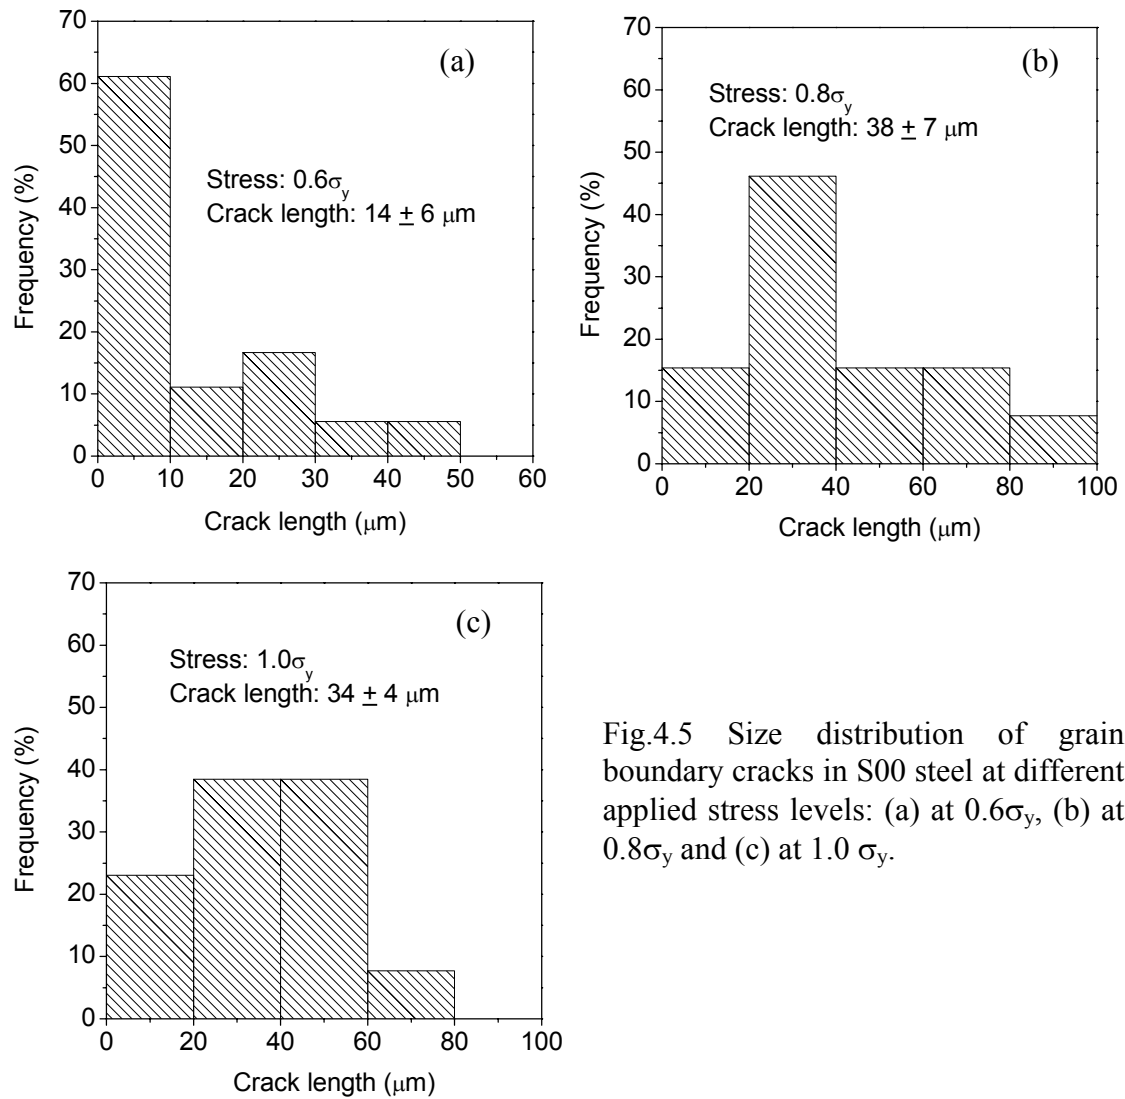 70
60
50
40
30
20
10
0
Frequency (%)
(a)
Stress: 0.6σy
Crack length: 14 ± 6 μm
0 10 20 30 40 50 60
Crack length (μm)
70
60
50
40
30
20
10
0
Frequency (%)
(b)
Stress: 0.8σy
Crack length: 38 ± 7 μm
0 20 40 60 80 100
Crack length (μm)
70
60
50
40
30
20
10
0
Frequency (%)
(c)
Stress: 1.0σy
Crack length: 34 ± 4 μm
0 20 40 60 80 100
Crack length (μm)
Fig.4.5 Size distribution of grain
boundary cracks in S00 steel at different
applied stress levels: (a) at 0.6σy, (b) at
0.8σy and (c) at 1.0 σy.